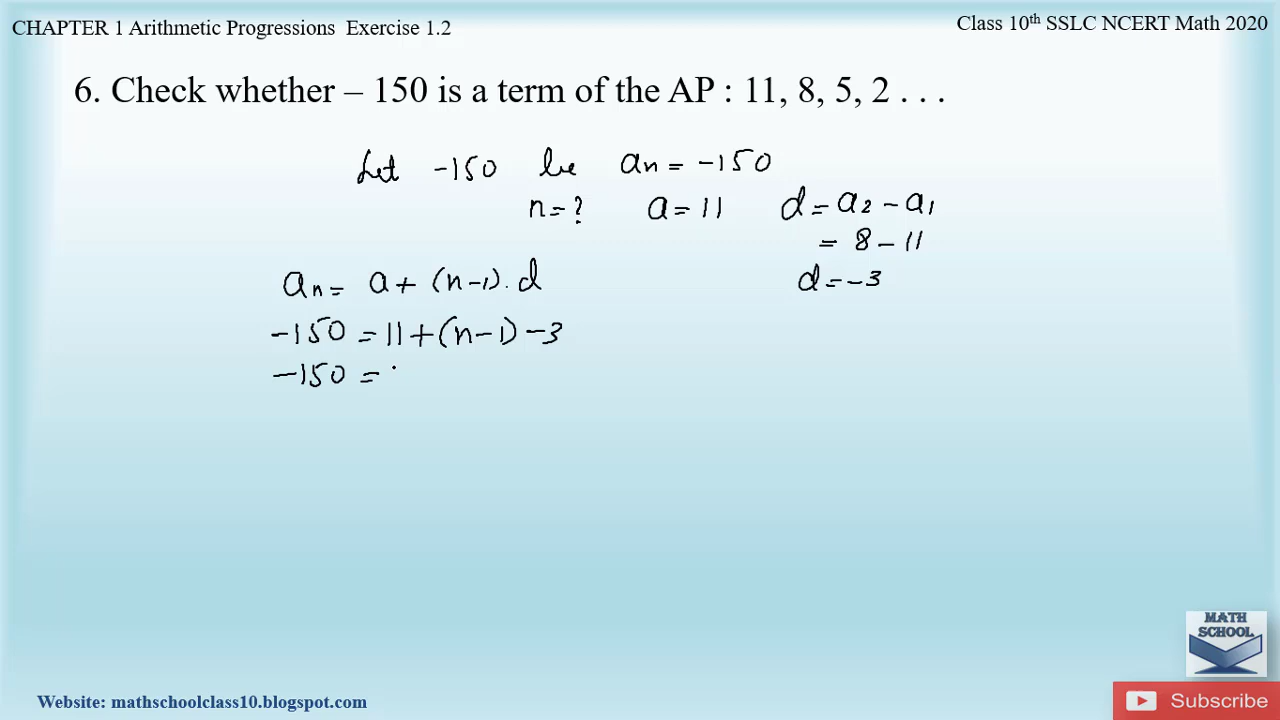 CHAPTER 1 Arithmetic Progressions Exercise 1.2
Class 10th SSLC NCERT Math 2020
6. Check whether – 150 is a term of the AP : 11, 8, 5, 2 . . .
Let -150 be an = -150
n = ? a = 11 d = a2 - a1
= 8 - 11
an = a + (n-1). d d = -3
-150 = 11 + (n-1) -3
-150 =
MATH
SCHOOL
Website: mathschoolclass10.blogspot.com
Subscribe